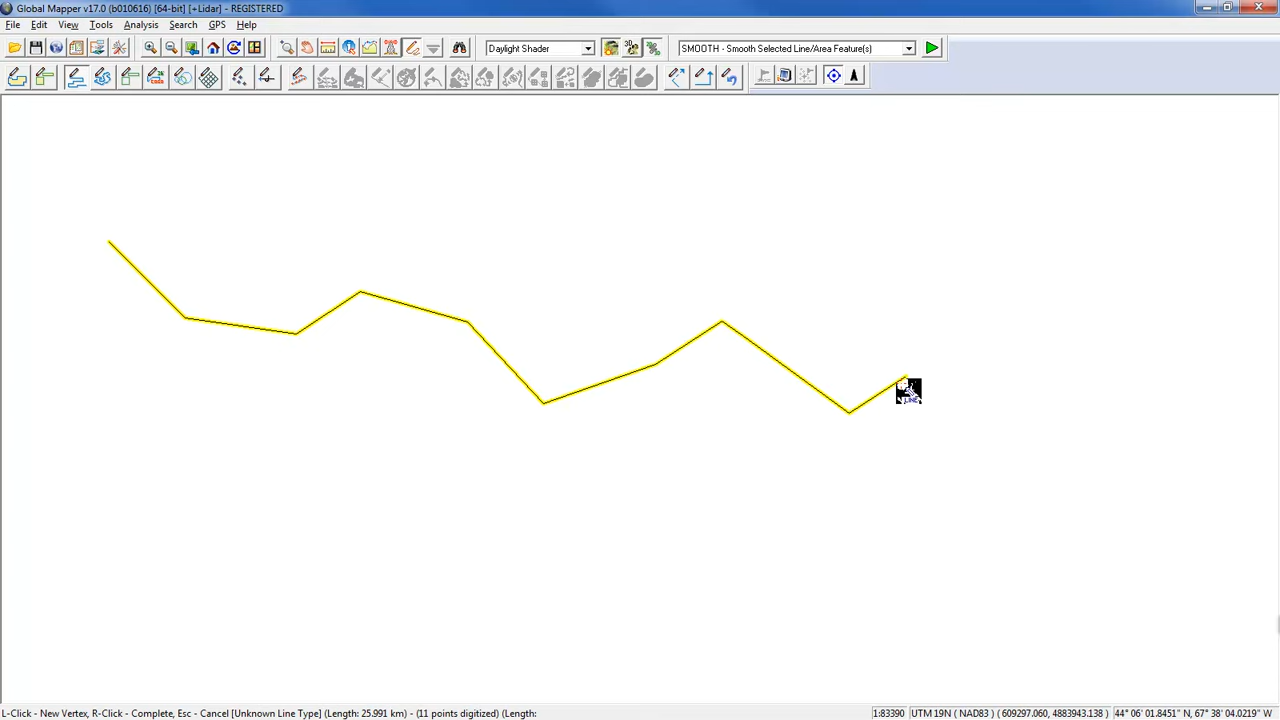 Global Mapper v17.0 (b010616) [64-bit] [+Lidar] - REGISTERED
File Edit View Tools Analysis Search GPS Help
Daylight Shader SMOOTH - Smooth Selected Line/Area Feature(s)
L-Click - New Vertex, R-Click - Complete, Esc - Cancel [Unknown Line Type] (Length: 25.991 km) - (11 points digitized) (Length: 1:83390 UTM 19N ( NAD83 ) ( 609297.060, 4883943.138 ) 44° 06' 01.8451" N, 67° 38' 04.0219" W